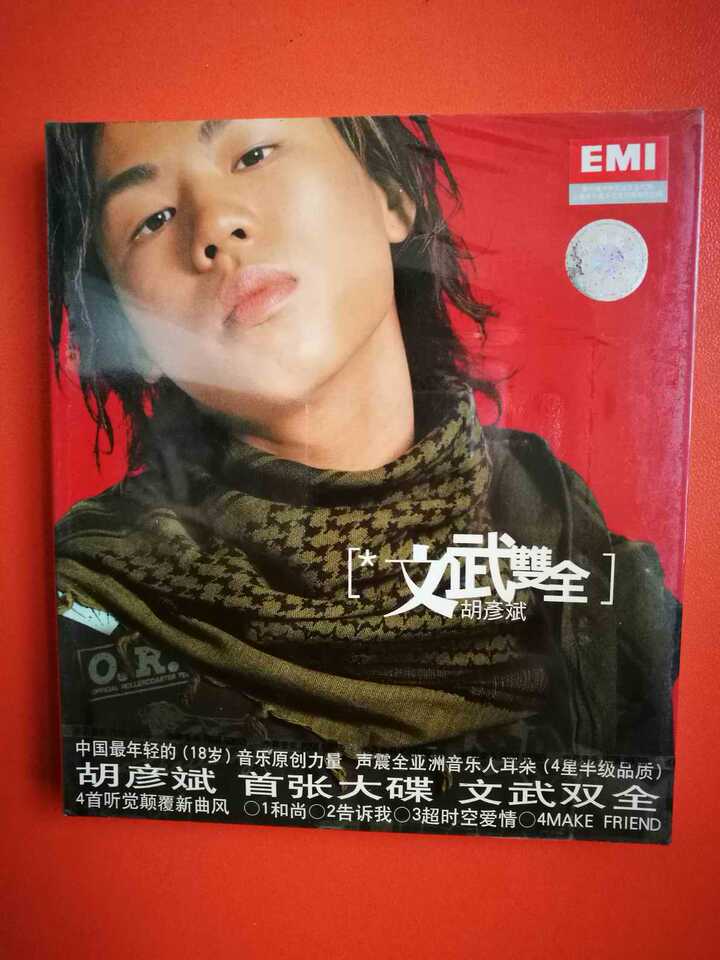 EMI
[* 文武雙全 ]
胡彦斌
O.R.
OFFICIAL ROLLERCOASTER
中国最年轻的(18岁)音乐原创力量 声震全亚洲音乐人耳朵(4星半级品质)
胡彦斌 首张大碟 文武双全
4首听觉颠覆新曲风 ○1和尚○2告诉我○3超时空爱情○4MAKE FRIEND